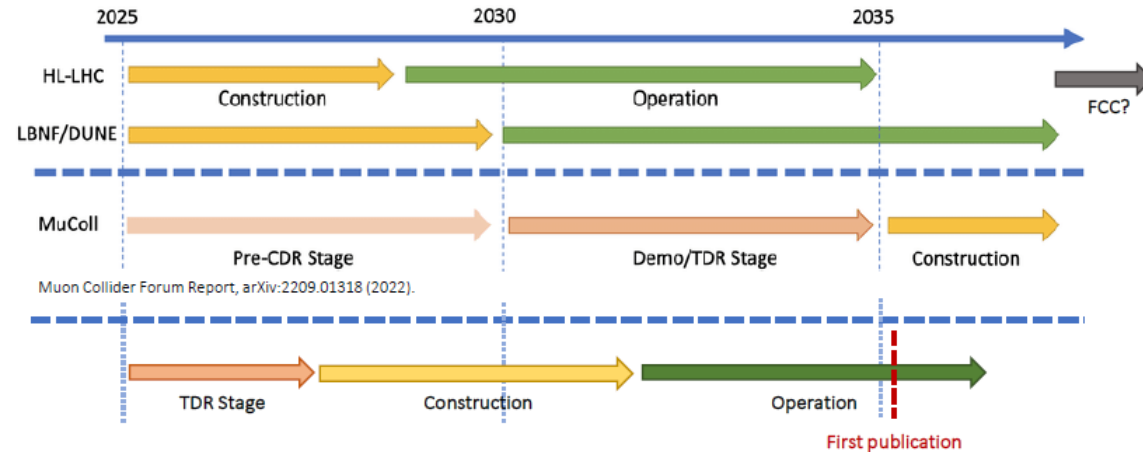 2025 2030 2035
HL-LHC
Construction Operation
FCC?
LBNF/DUNE
MuColl
Pre-CDR Stage Demo/TDR Stage Construction
Muon Collider Forum Report, arXiv:2209.01318 (2022).
TDR Stage Construction Operation
First publication